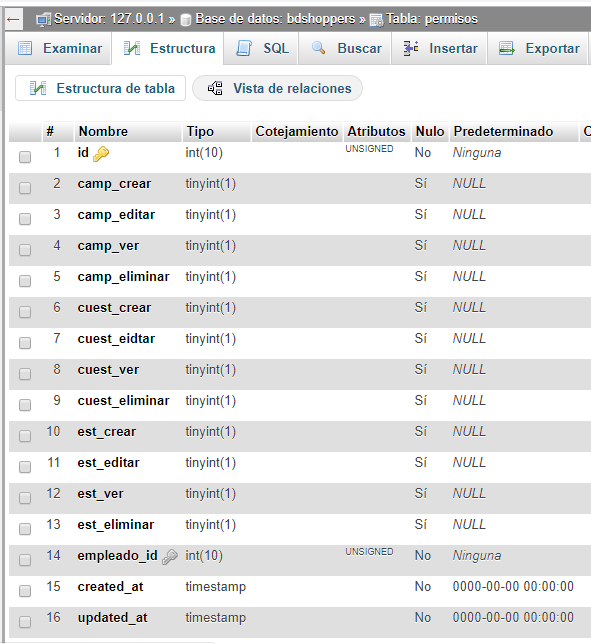 Servidor: 127.0.0.1 » Base de datos: bdshoppers » Tabla: permisos
Examinar Estructura SQL Buscar Insertar Exportar
Estructura de tabla Vista de relaciones
# Nombre Tipo Cotejamiento Atributos Nulo Predeterminado
1 id int(10) UNSIGNED No Ninguna
2 camp_crear tinyint(1) Sí NULL
3 camp_editar tinyint(1) Sí NULL
4 camp_ver tinyint(1) Sí NULL
5 camp_eliminar tinyint(1) Sí NULL
6 cuest_crear tinyint(1) Sí NULL
7 cuest_eidtar tinyint(1) Sí NULL
8 cuest_ver tinyint(1) Sí NULL
9 cuest_eliminar tinyint(1) Sí NULL
10 est_crear tinyint(1) Sí NULL
11 est_editar tinyint(1) Sí NULL
12 est_ver tinyint(1) Sí NULL
13 est_eliminar tinyint(1) Sí NULL
14 empleado_id int(10) UNSIGNED No Ninguna
15 created_at timestamp No 0000-00-00 00:00:00
16 updated_at timestamp No 0000-00-00 00:00:00